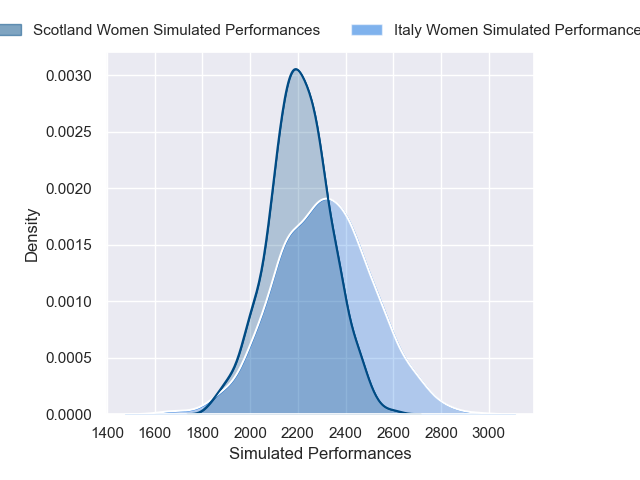 Scotland Women Simulated Performances Italy Women Simulated Performance
0.0030
0.0025
0.0020
0.0015
0.0010
0.0005
0.0000
Density
1400 1600 1800 2000 2200 2400 2600 2800 3000
Simulated Performances